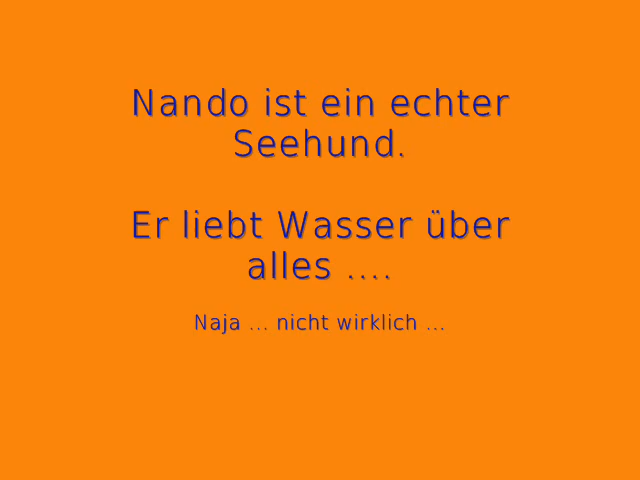 Nando ist ein echter
Seehund.
Er liebt Wasser über
alles ....
Naja ... nicht wirklich ...